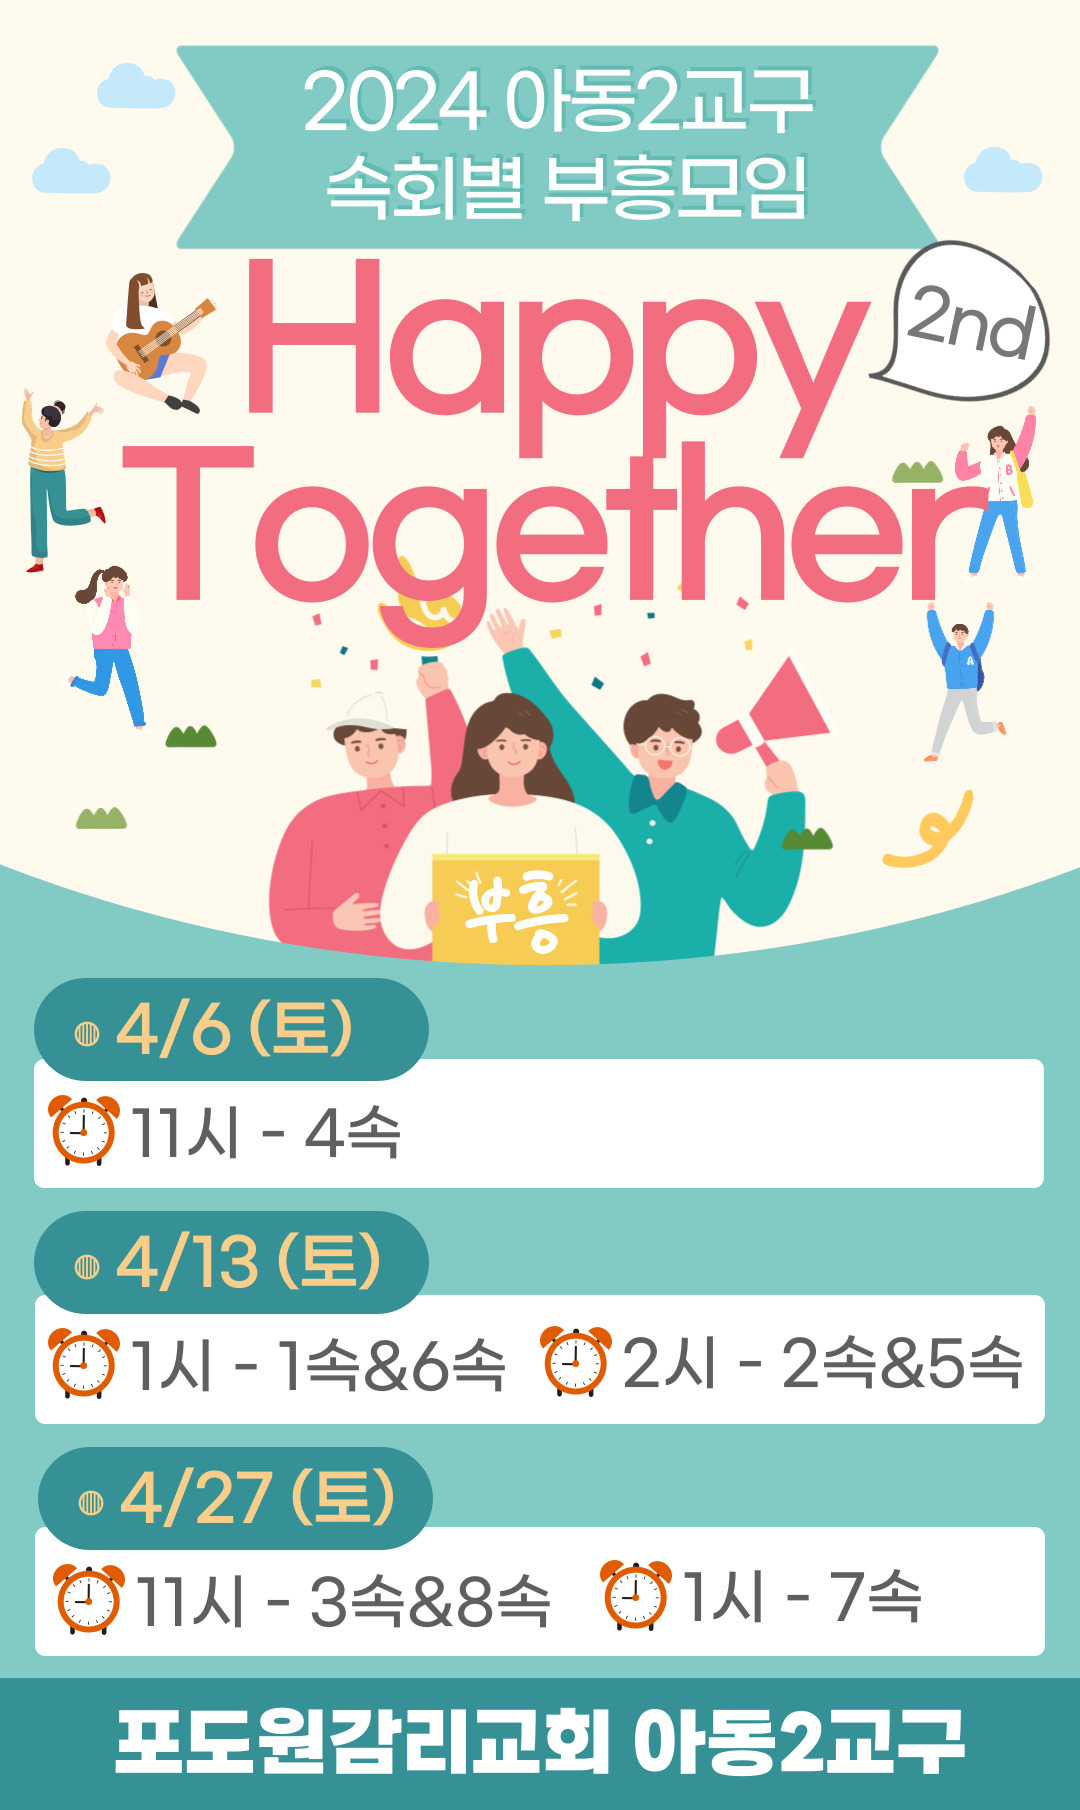 2024 아동2교구
속회별 부흥모임
Happy
2nd
Together
B
A
부흥
4/6 (토)
11시 - 4속
4/13 (토)
1시 - 1속&6속
2시 - 2속&5속
4/27 (토)
11시 - 3속&8속
1시 - 7속
포도원감리교회 아동2교구